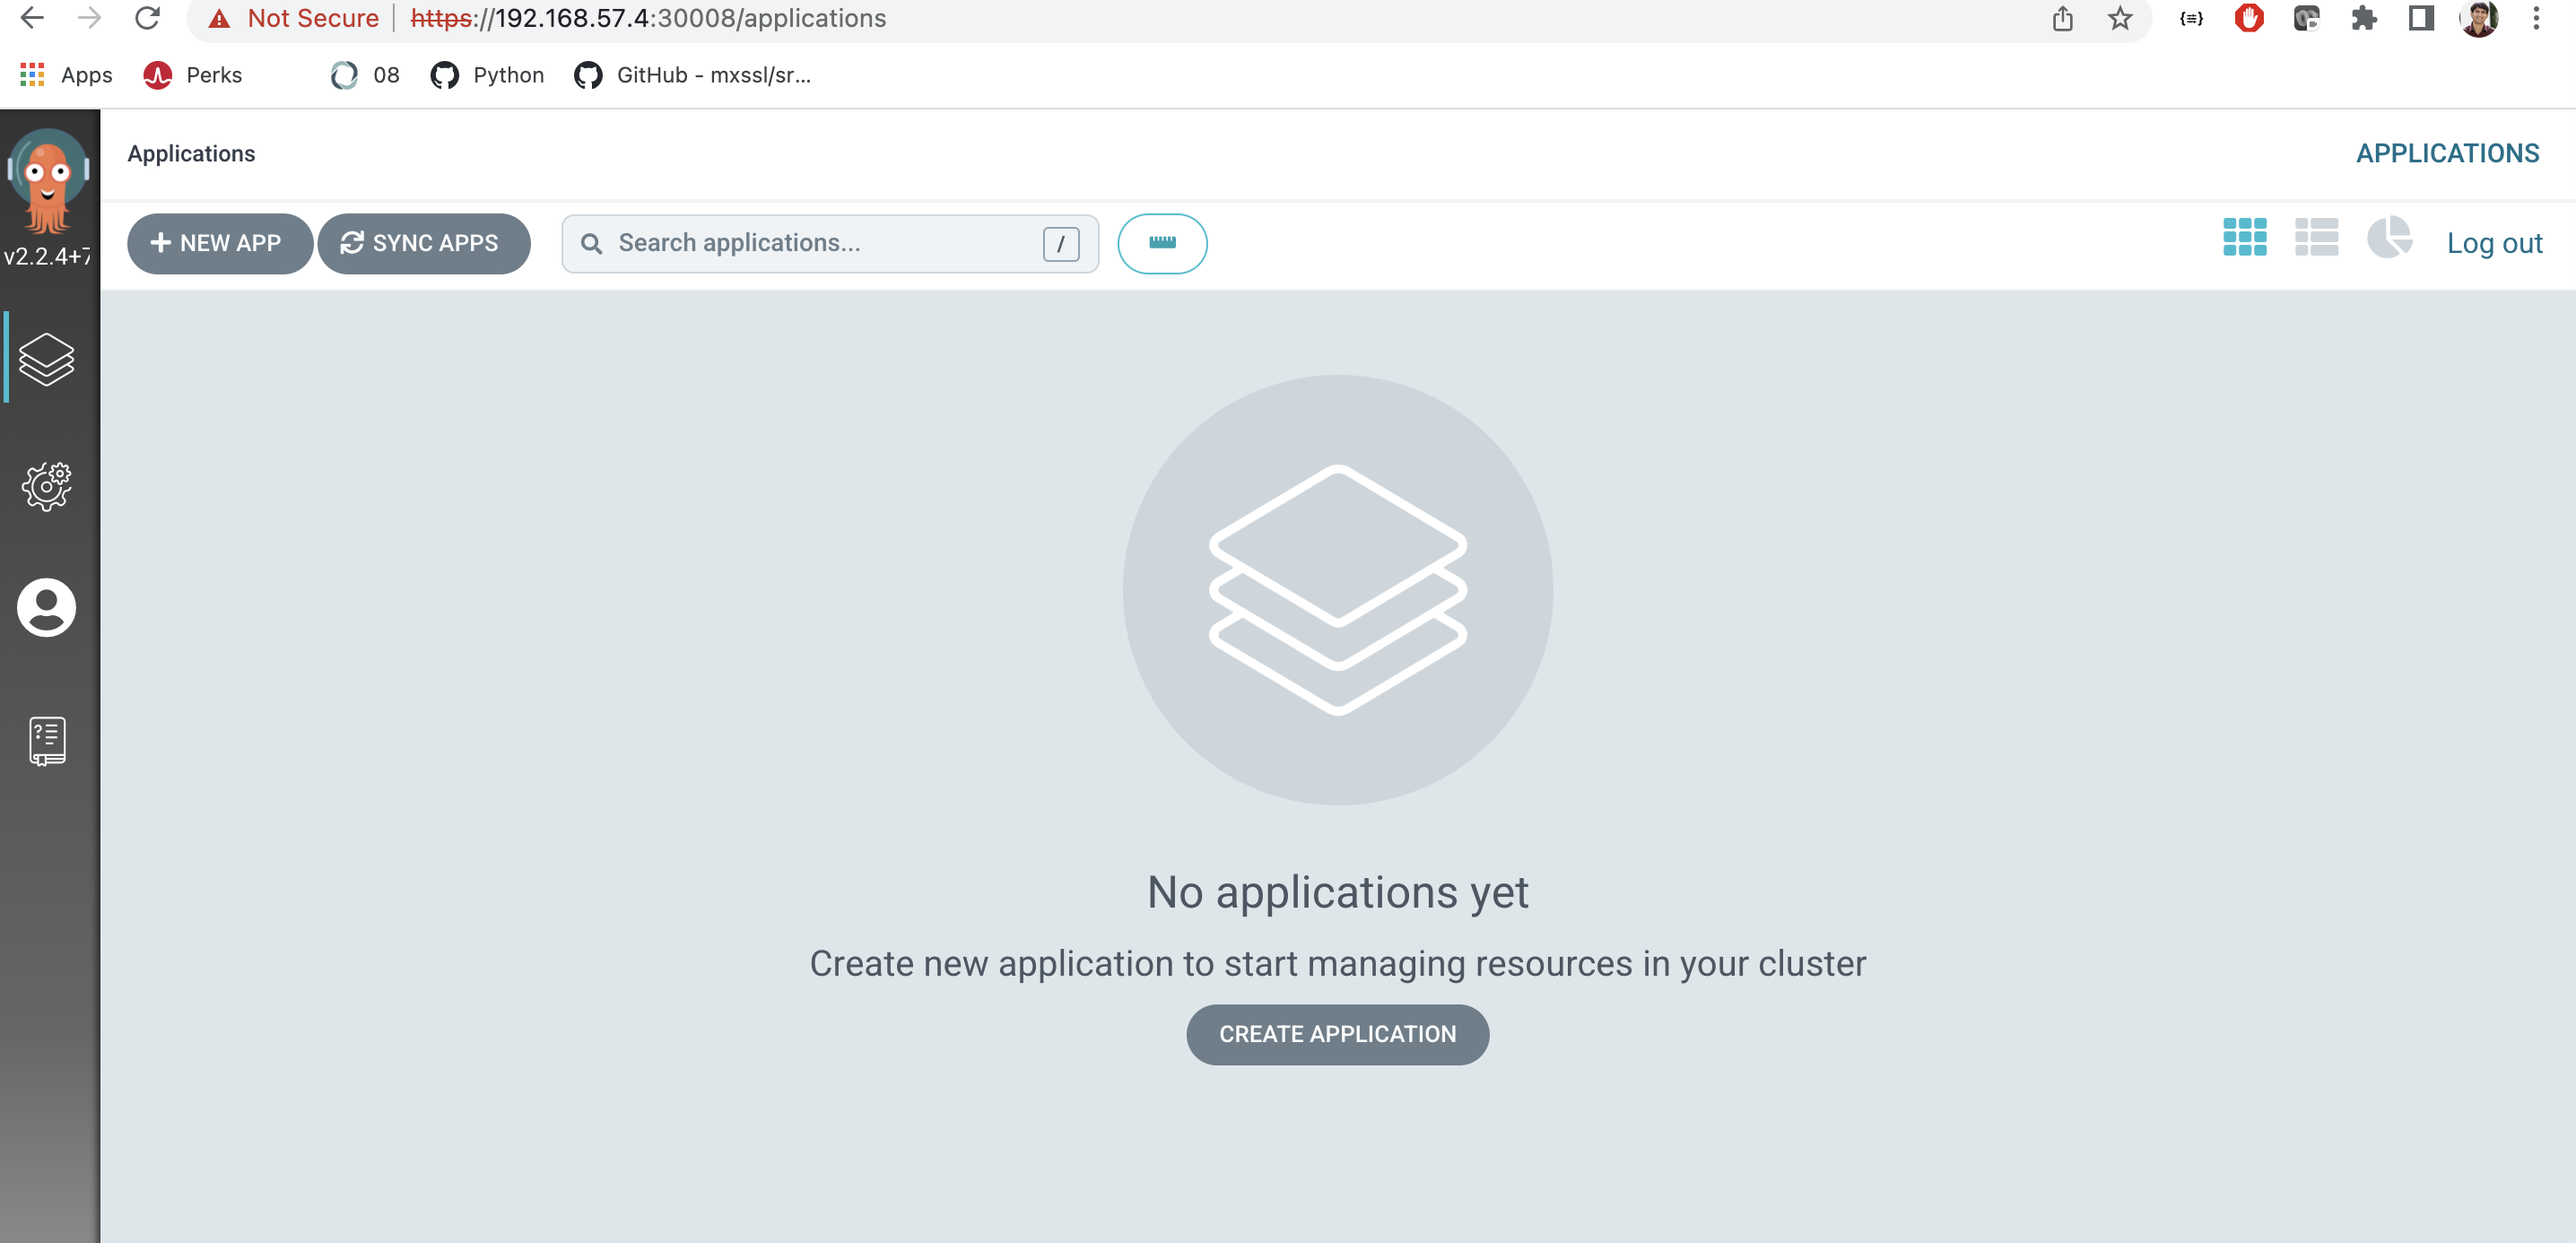 Not Secure | https://192.168.57.4:30008/applications
Apps Perks 08 Python GitHub - mxssl/sr...
Applications APPLICATIONS
v2.2.4+7
NEW APP SYNC APPS Search applications... / Log out
No applications yet
Create new application to start managing resources in your cluster
CREATE APPLICATION